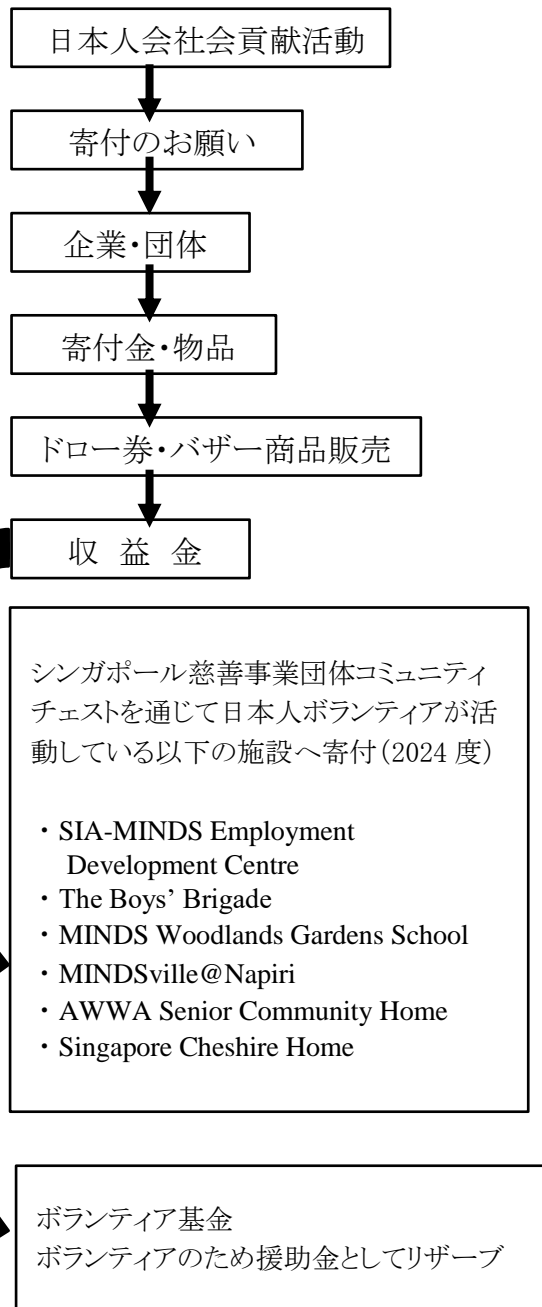 日本人会社会貢献活動
寄付のお願い
企業・団体
寄付金・物品
ドロー券・バザー商品販売
収 益 金
シンガポール慈善事業団体コミュニティ
チェストを通じて日本人ボランティアが活
動している以下の施設へ寄付(2024 度)
・SIA-MINDS Employment
Development Centre
・The Boys’ Brigade
・MINDS Woodlands Gardens School
・MINDSville@Napiri
・AWWA Senior Community Home
・Singapore Cheshire Home
ボランティア基金
ボランティアのため援助金としてリザーブ